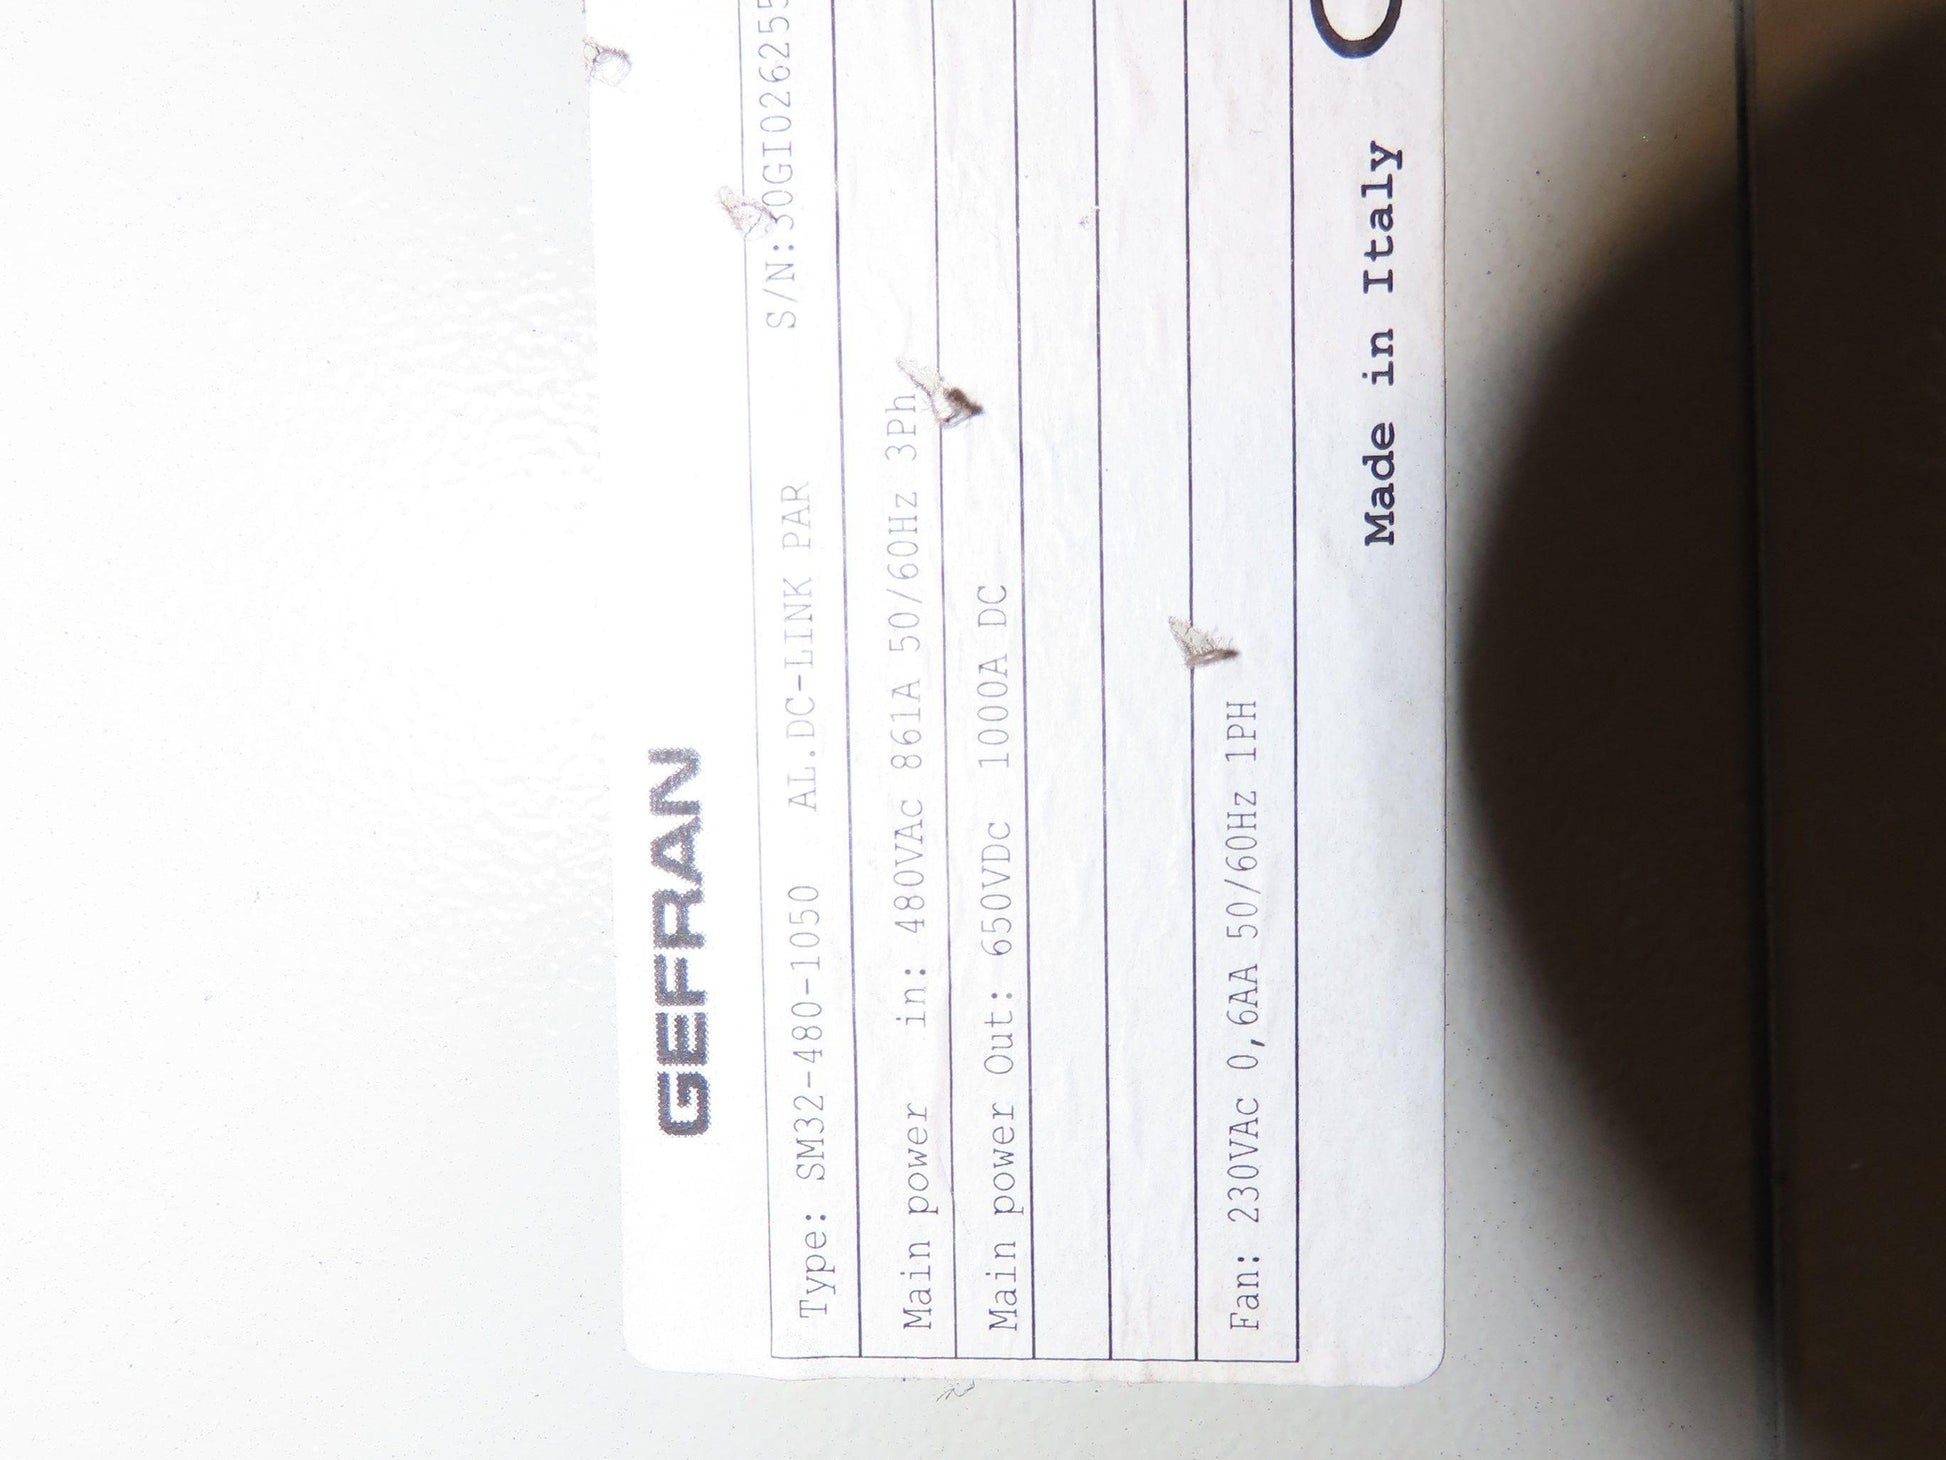 GEFRAN
Type: SM32-480-1050 AL.DC-LINK PAR S/N:30GI026255
Main power in: 480VAc 861A 50/60Hz 3Ph
Main power Out: 650VDc 1000A DC
Fan: 230VAc 0,6AA 50/60Hz 1PH
Made in Italy